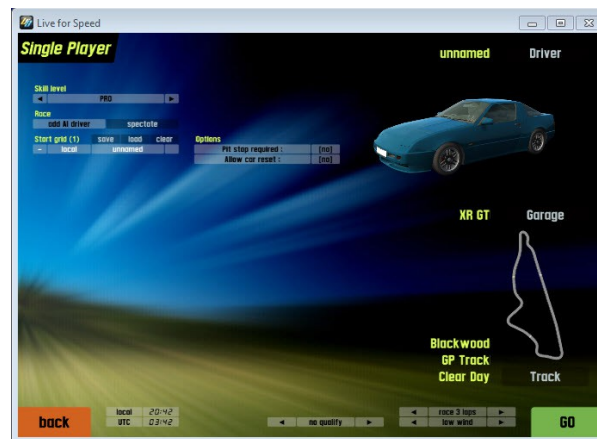 Live for Speed
Single Player
unnamed Driver
Skill level
PRO
Race
add AI driver spectate
Start grid (1) save load clear
- local unnamed
Options
Pit stop required : [no]
Allow car reset : [no]
XR GT Garage
Blackwood
GP Track
Clear Day Track
back
local 20:42
UTC 03:42
no qualify
race 3 laps
low wind
GO